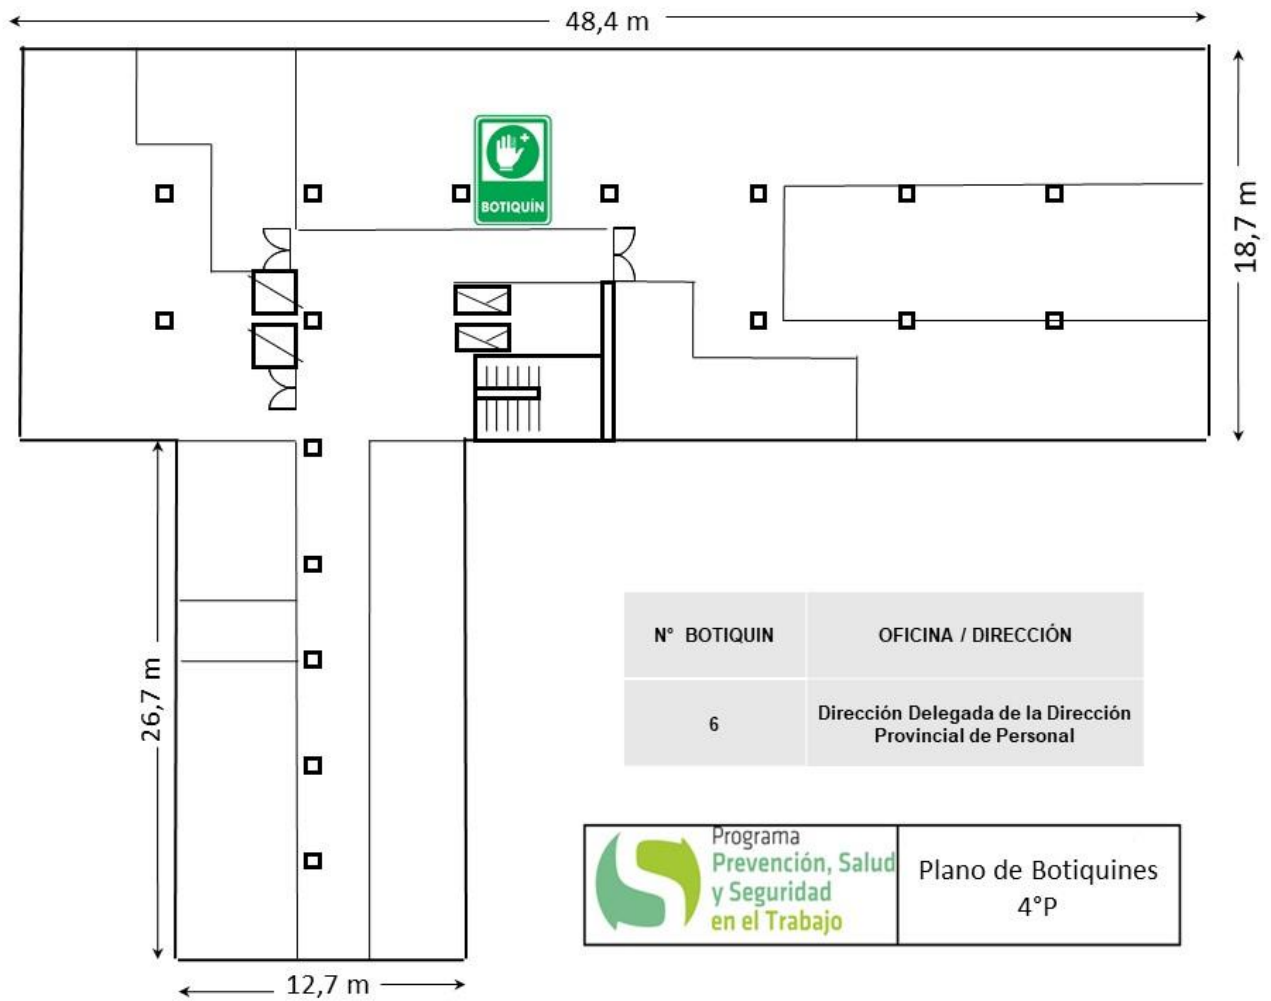 48,4 m
BOTIQUÍN
18,7 m
26,7 m
N° BOTIQUIN
OFICINA / DIRECCIÓN
6
Dirección Delegada de la Dirección
Provincial de Personal
Programa
Prevención, Salud
y Seguridad
en el Trabajo
Plano de Botiquines
4°P
12,7 m